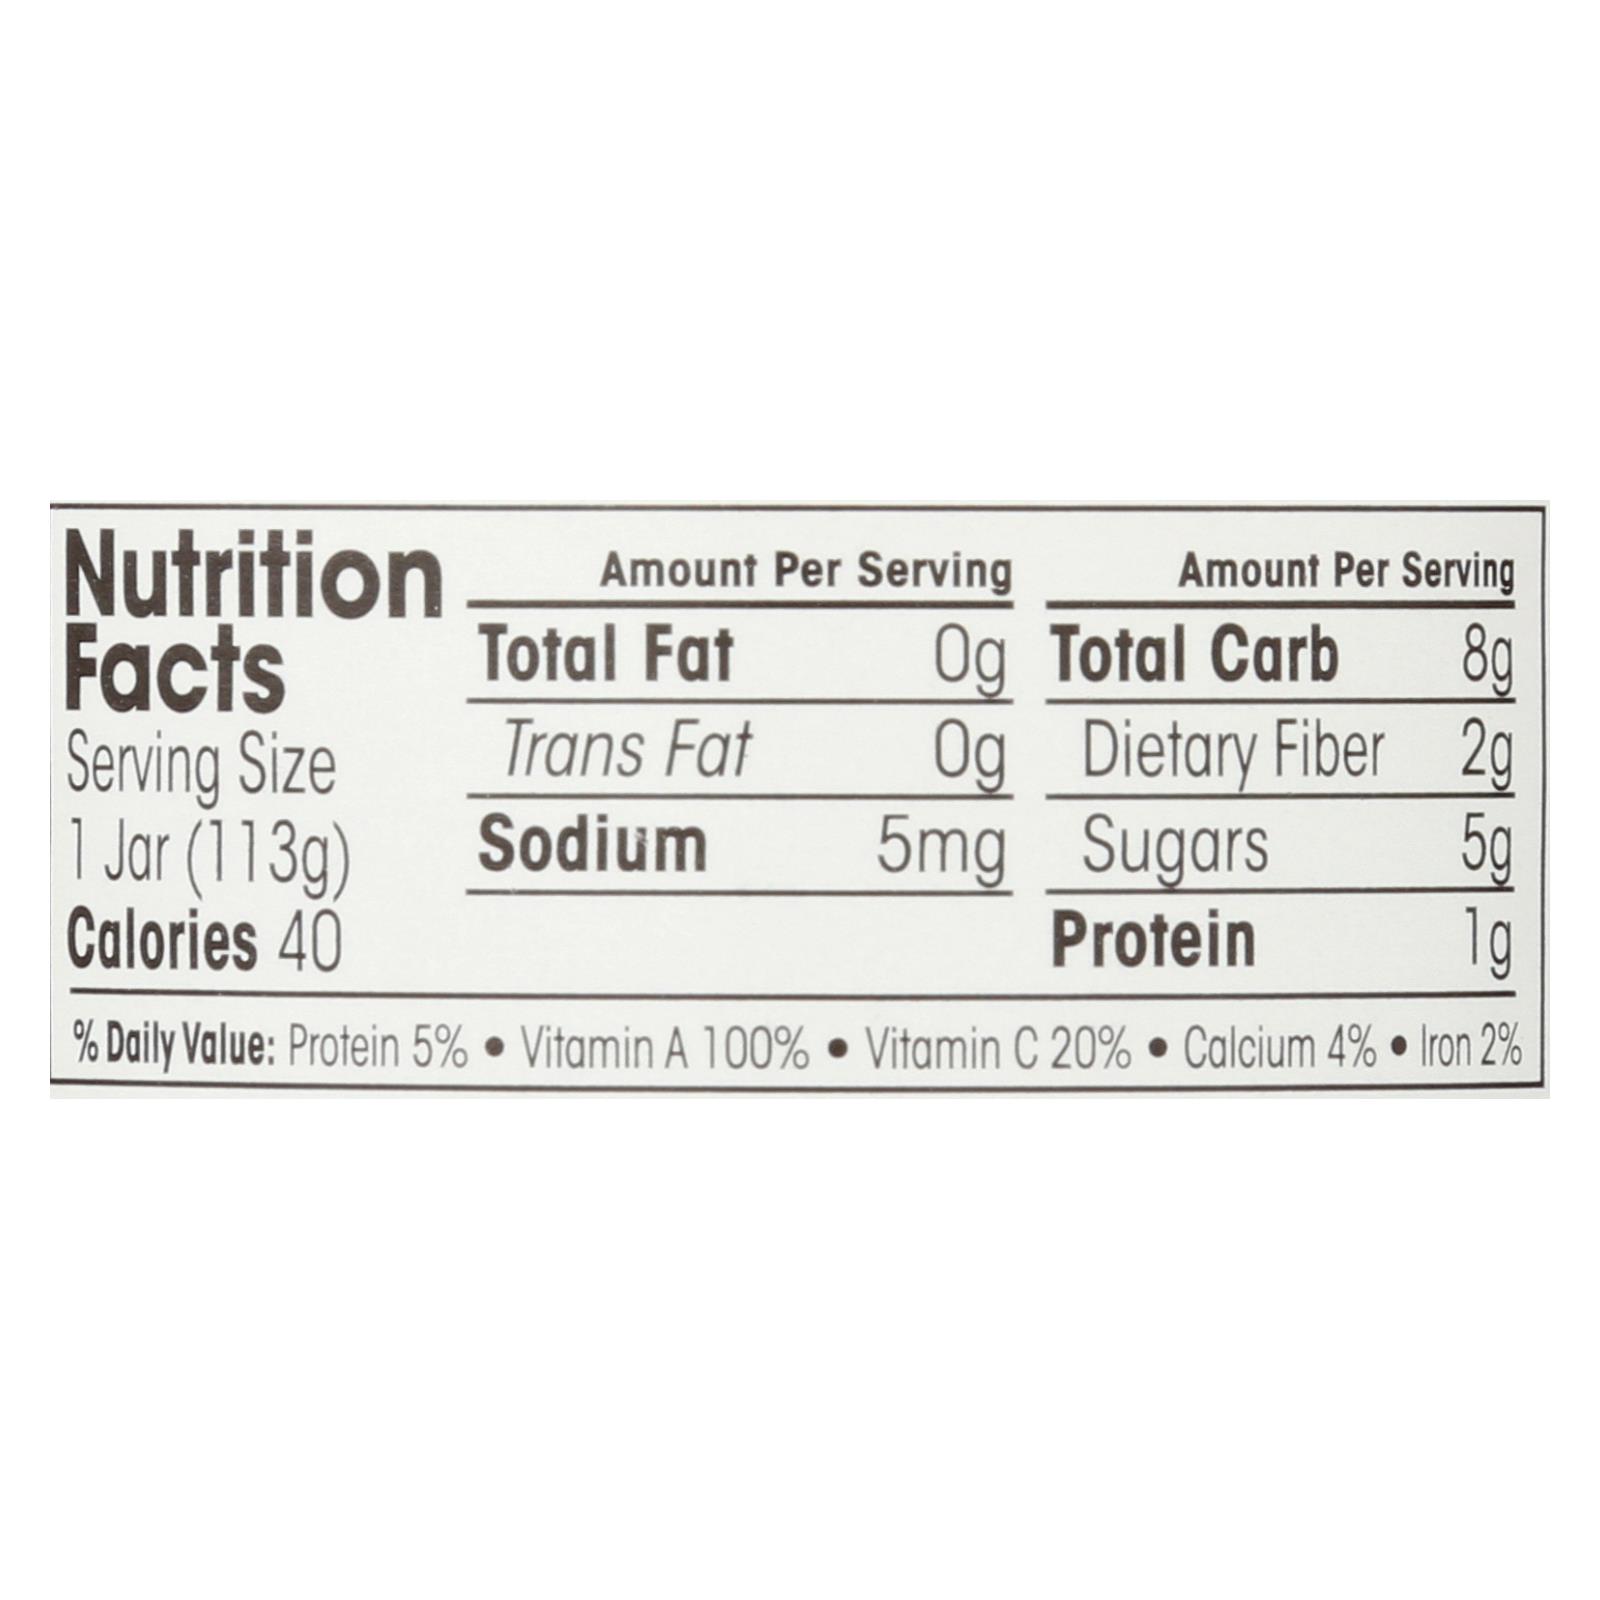 Nutrition
Facts
Serving Size
1 Jar (113g)
Calories 40
Amount Per Serving
Total Fat 0g
Trans Fat 0g
Sodium 5mg
Amount Per Serving
Total Carb 8g
Dietary Fiber 2g
Sugars 5g
Protein 1g
% Daily Value: Protein 5% • Vitamin A 100% • Vitamin C 20% • Calcium 4% • Iron 2%